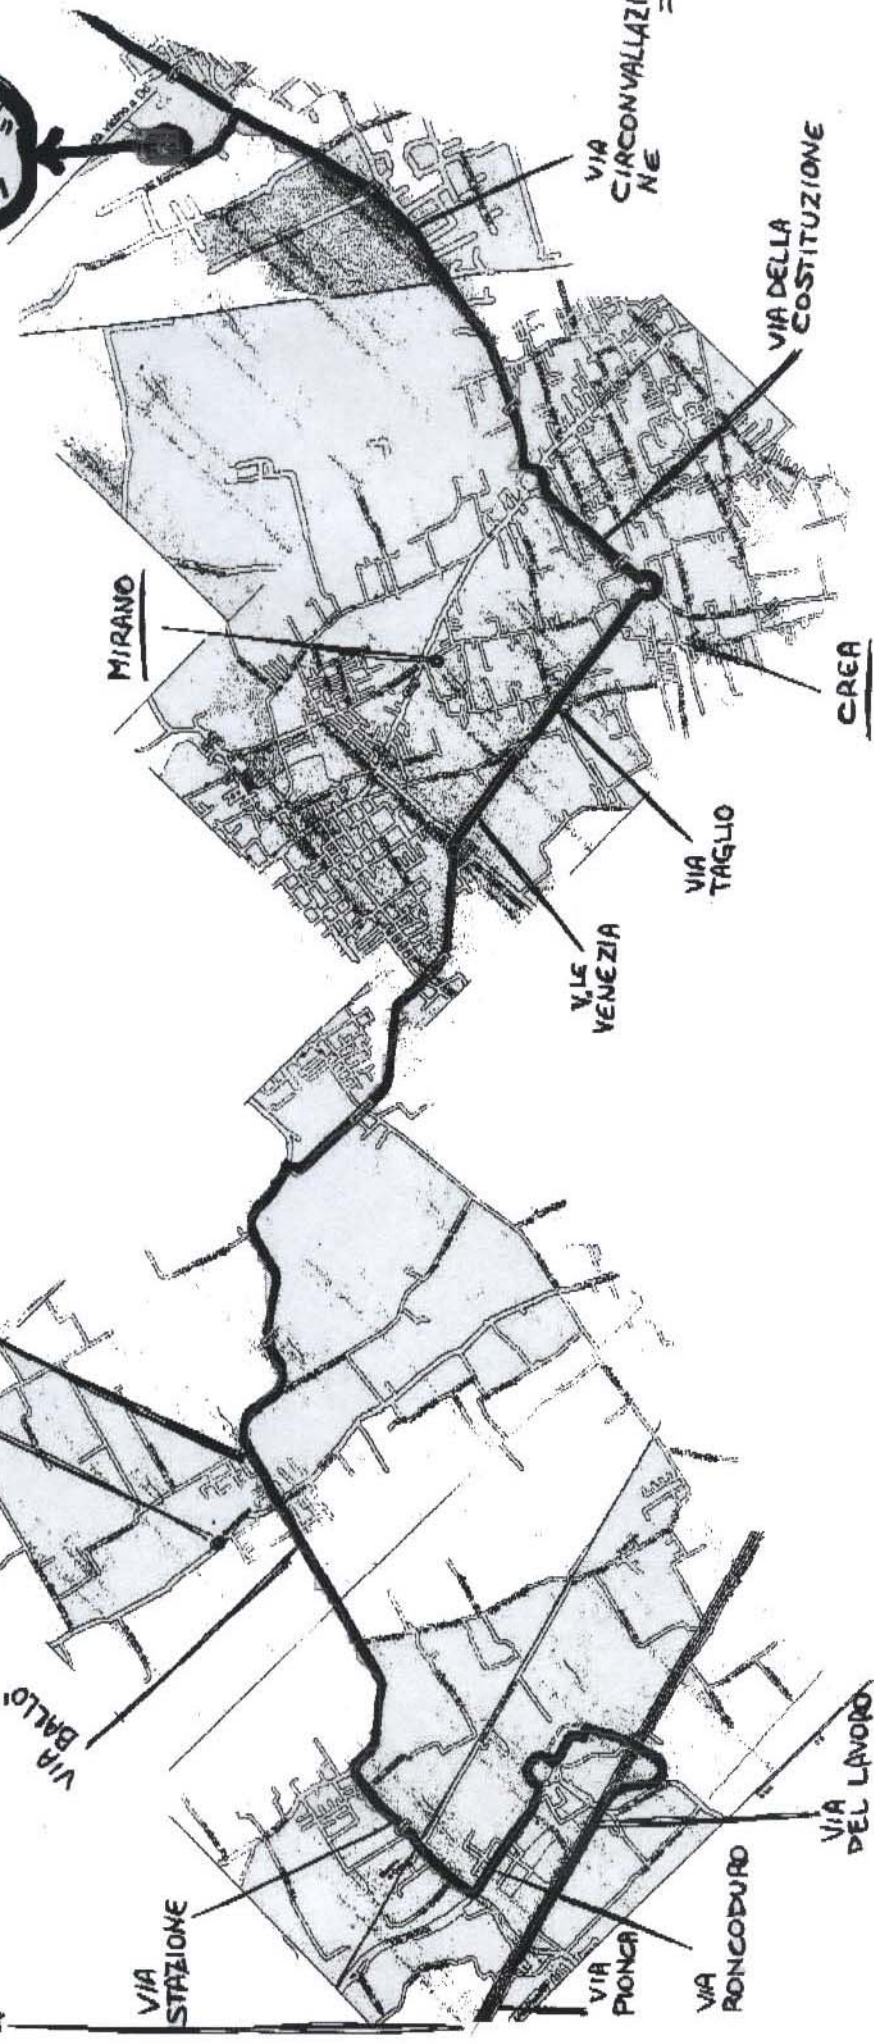 VIA
CIRCONVALLAZI
NE
VIA DELLA
COSTITUZIONE
MIRANO
CREA
VIA
TAGLIO
V.LE
VENEZIA
VIA
BALLO'
VIA
STAZIONE
VIA
PIONCA
VIA
RONCODURO
VIA
DEL LAVORO